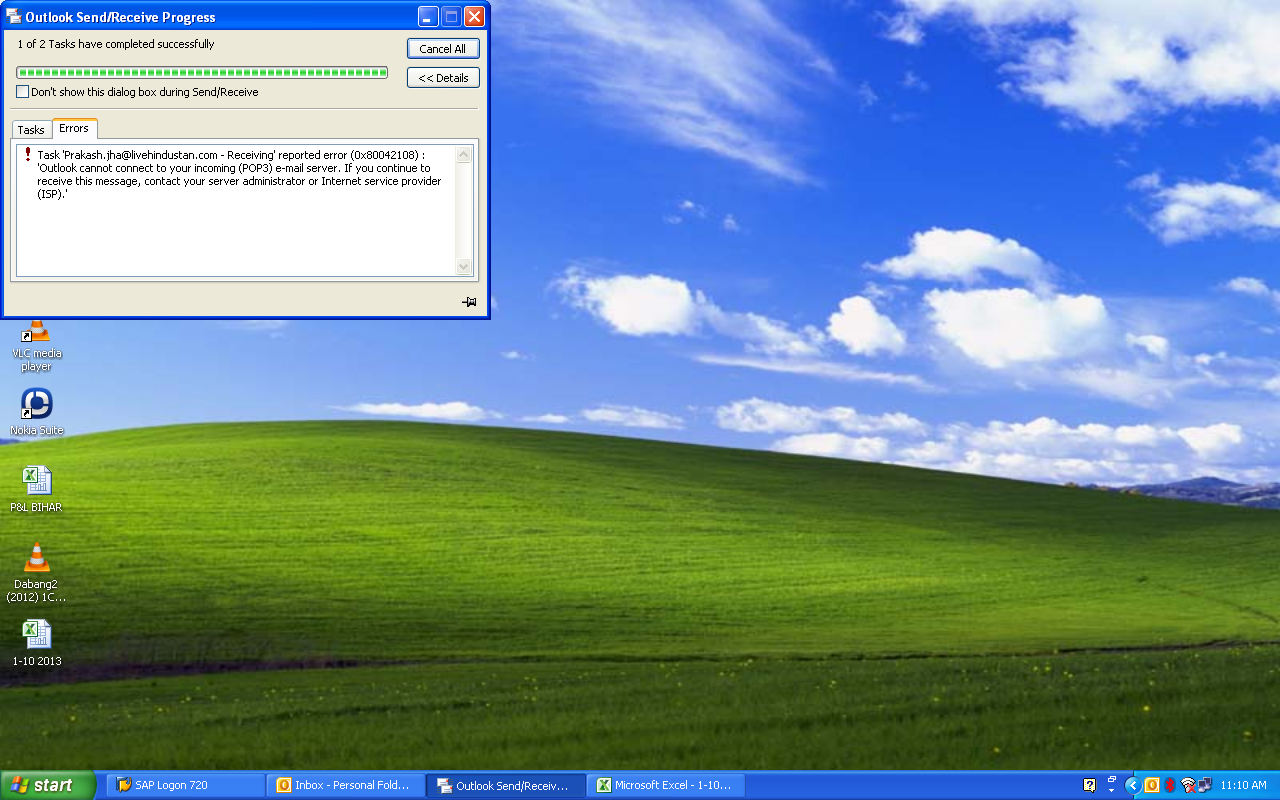 Outlook Send/Receive Progress
1 of 2 Tasks have completed successfully
Cancel All
<< Details
Don't show this dialog box during Send/Receive
Tasks
Errors
Task 'Prakash.jha@livehindustan.com - Receiving' reported error (0x80042108) :
'Outlook cannot connect to your incoming (POP3) e-mail server. If you continue to
receive this message, contact your server administrator or Internet service provider
(ISP).'
VLC media
player
Nokia Suite
P&L BIHAR
Dabang2
(2012) 1C...
1-10 2013
start
SAP Logon 720
Inbox - Personal Fold...
Outlook Send/Receiv...
Microsoft Excel - 1-10...
11:10 AM